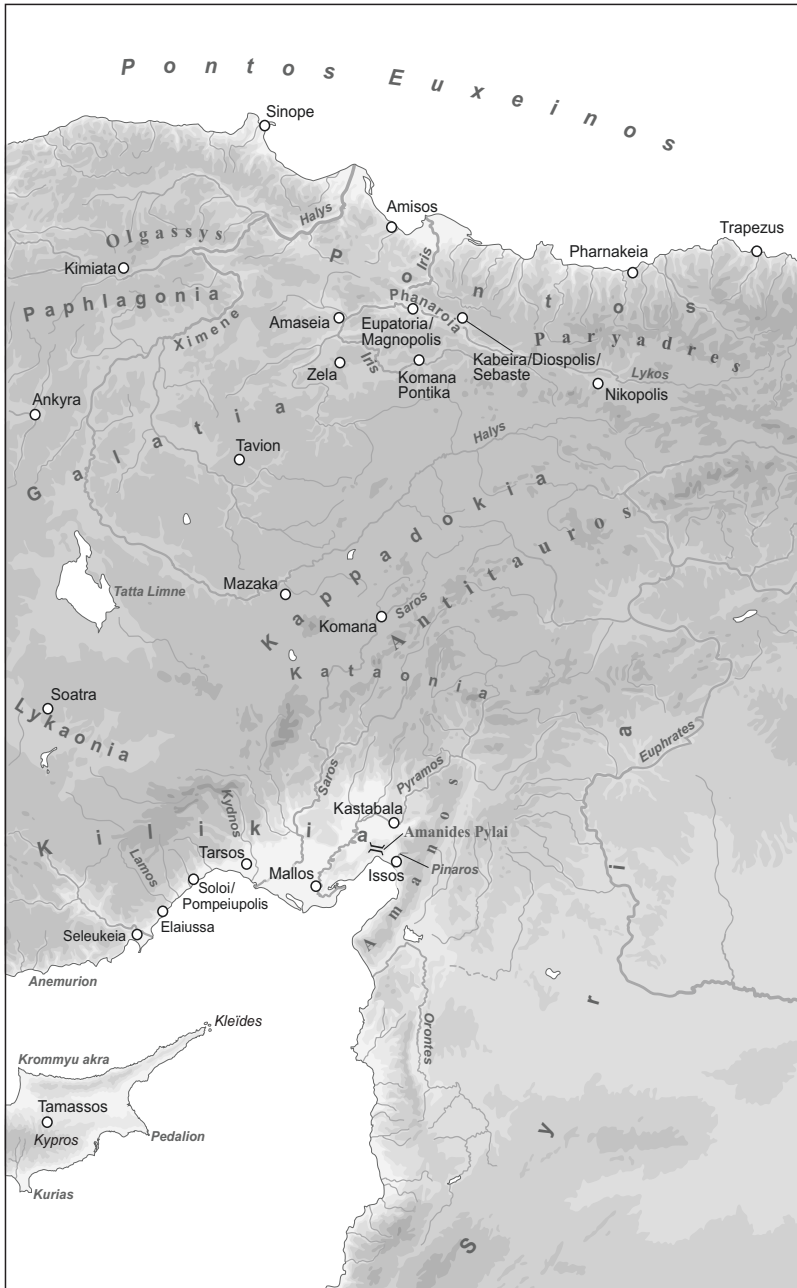 Pontos Euxeinos
Sinope
Halys
Amisos
Olgassys
Trapezus
Pontos
Iris
Pharnakeia
Kimiata
Paphlagonia
Phanaroia
Ximene
Amaseia
Eupatoria/
Magnopolis
Paryadres
Kabeira/Diospolis/
Sebaste
Zela
Iris
Komana
Pontika
Lykos
Nikopolis
Ankyra
Galatia
Tavion
Halys
Kappadokia
Antitauros
Tatta Limne
Mazaka
Saros
Komana
Kataonia
Soatra
Lykaonia
Syria
Euphrates
Saros
Pyramos
Kydnos
Kastabala
Kilikia
Amanides Pylai
Lamos
Tarsos
Mallos
Issos
Pinaros
Amanos
Soloi/
Pompeiupolis
Elaiussa
Seleukeia
Anemurion
Kleïdes
Orontes
Krommyu akra
Tamassos
Kypros
Pedalion
Kurias